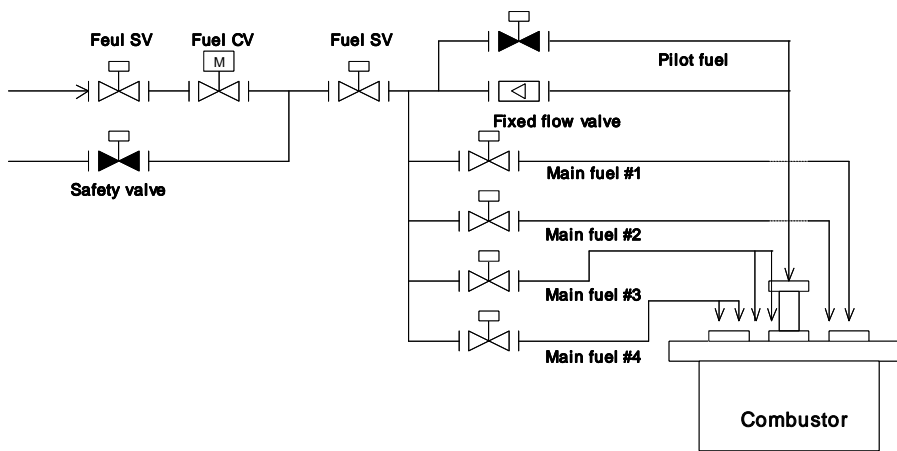 Feul SV
Fuel CV
Fuel SV
M
Pilot fuel
Fixed flow valve
Safety valve
Main fuel #1
Main fuel #2
Main fuel #3
Main fuel #4
Combustor